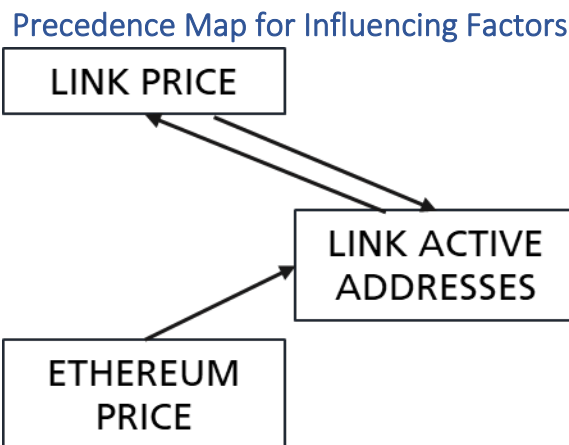 Precedence Map for Influencing Factors
LINK PRICE
LINK ACTIVE
ADDRESSES
ETHEREUM
PRICE